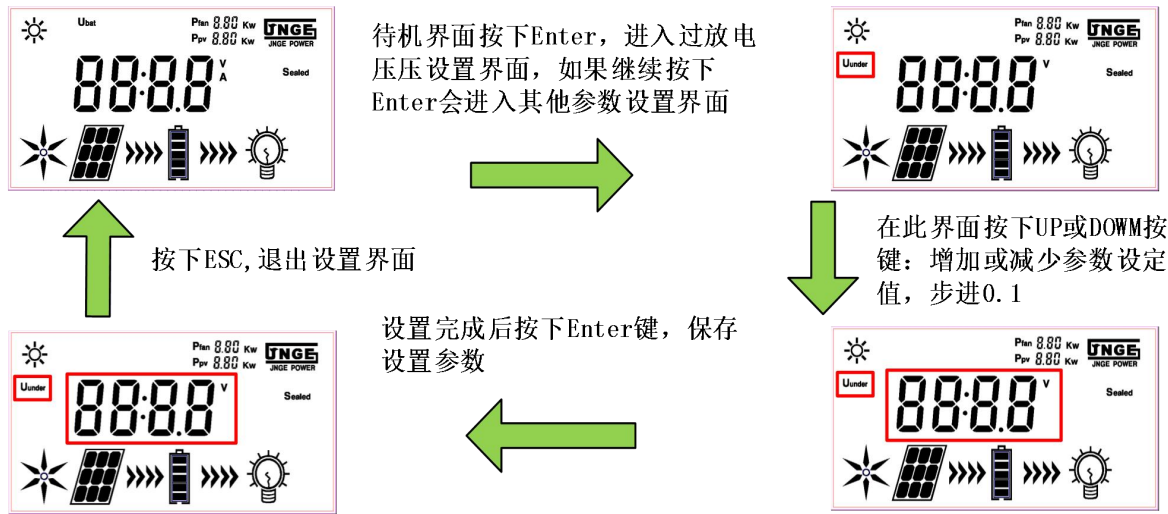 Ubat
Pfan 8.80 Kw
Ppv 8.80 Kw
JNGE
JNGE POWER
88:8.8
V
A
Sealed
待机界面按下Enter，进入过放电
压压设置界面，如果继续按下
Enter会进入其他参数设置界面
Pfan 8.80 Kw
Ppv 8.80 Kw
JNGE
JNGE POWER
Uunder
88:8.8
V
Sealed
按下ESC,退出设置界面
在此界面按下UP或DOWM按
键：增加或减少参数设定
值，步进0.1
设置完成后按下Enter键，保存
设置参数
Pfan 8.80 Kw
Ppv 8.80 Kw
JNGE
JNGE POWER
Uunder
88:8.8
V
Sealed
Pfan 8.80 Kw
Ppv 8.80 Kw
JNGE
JNGE POWER
Uunder
88:8.8
V
Sealed